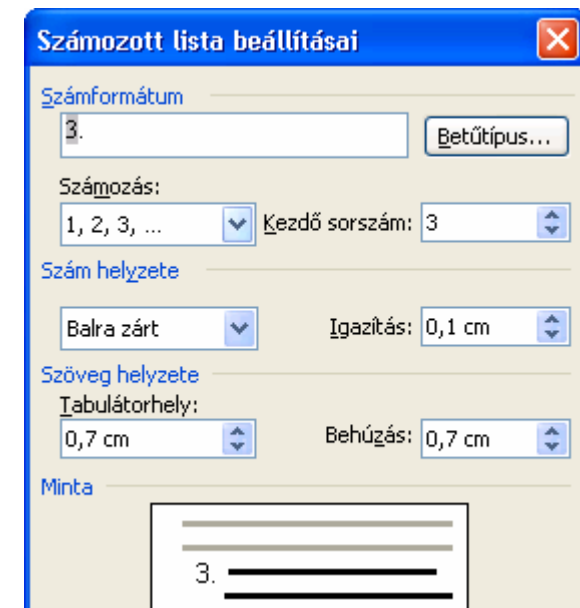 Számozott lista beállításai
Számformátum
3.
Betűtípus...
Számozás:
1, 2, 3, ...
Kezdő sorszám: 3
Szám helyzete
Balra zárt
Igazítás: 0,1 cm
Szöveg helyzete
Tabulátorhely:
0,7 cm
Behúzás: 0,7 cm
Minta
3.